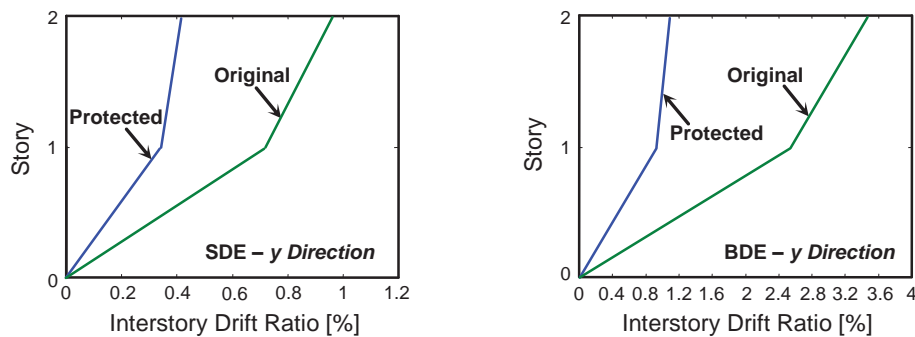 2
1
0
Story
Original
Protected
SDE – y Direction
0 0.2 0.4 0.6 0.8 1 1.2
Interstory Drift Ratio [%]
2
1
0
Story
Original
Protected
BDE – y Direction
0 0.4 0.8 1.2 1.6 2 2.4 2.8 3.2 3.6 4
Interstory Drift Ratio [%]